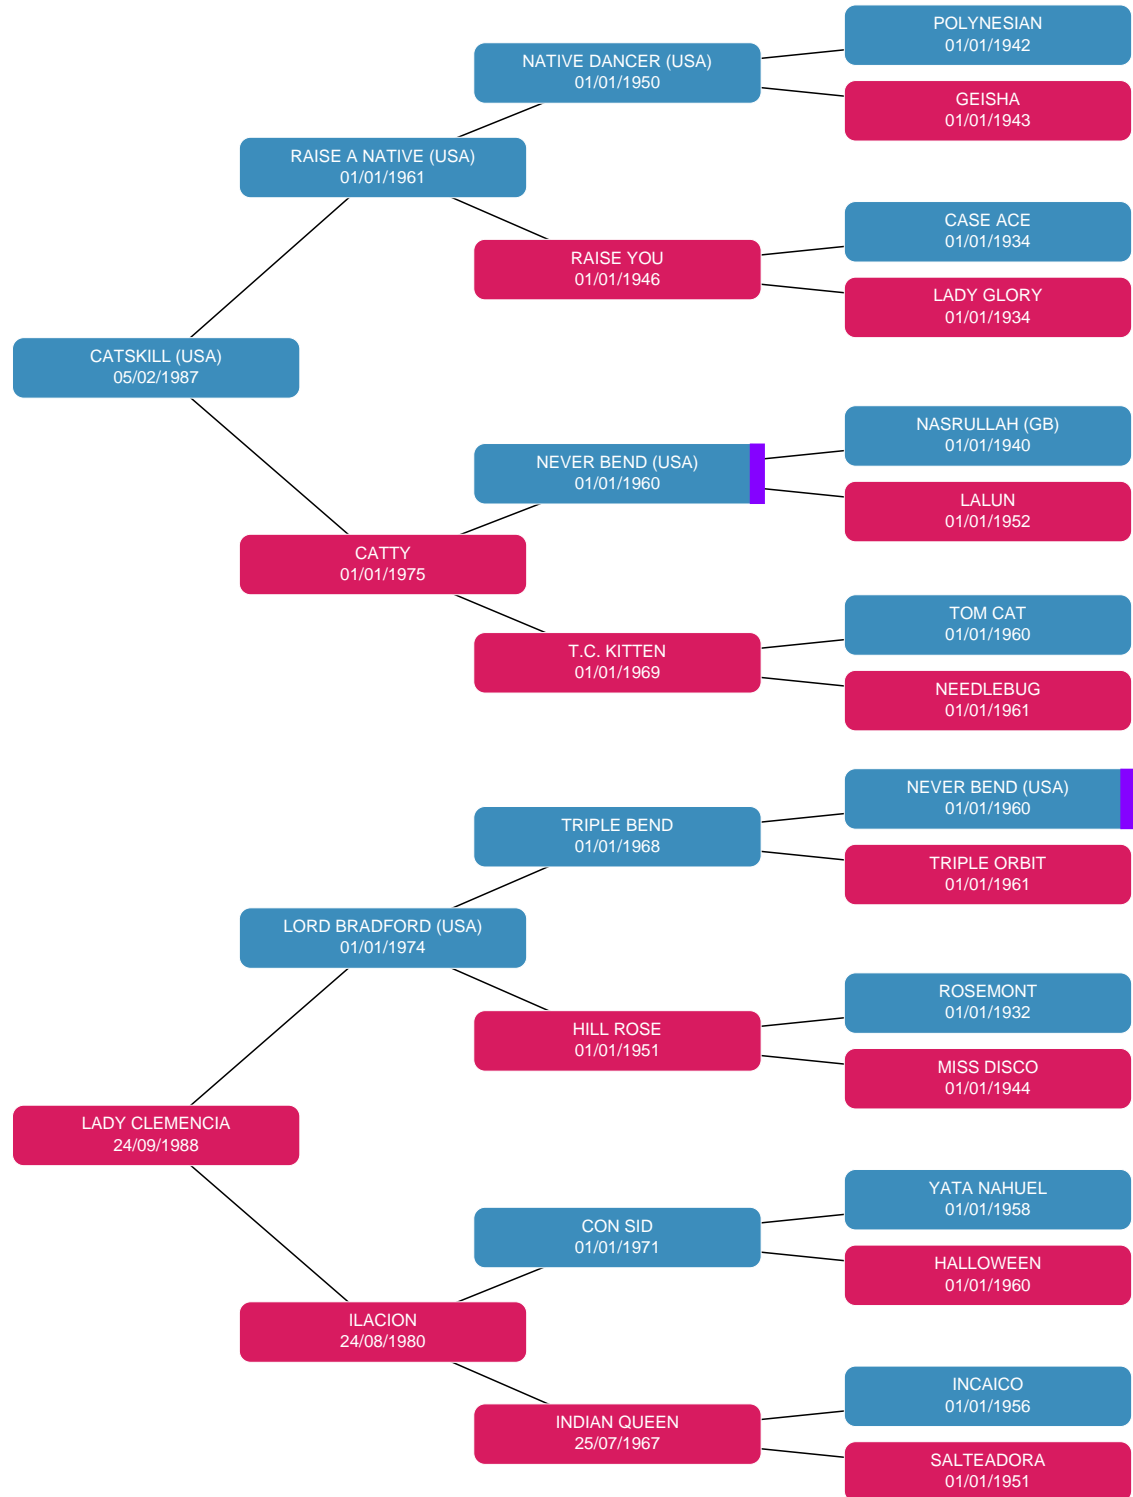 POLYNESIAN
01/01/1942
NATIVE DANCER (USA)
01/01/1950
GEISHA
01/01/1943
RAISE A NATIVE (USA)
01/01/1961
CASE ACE
01/01/1934
RAISE YOU
01/01/1946
LADY GLORY
01/01/1934
CATSKILL (USA)
05/02/1987
NASRULLAH (GB)
01/01/1940
NEVER BEND (USA)
01/01/1960
LALUN
01/01/1952
CATTY
01/01/1975
TOM CAT
01/01/1960
T.C. KITTEN
01/01/1969
NEEDLEBUG
01/01/1961
NEVER BEND (USA)
01/01/1960
TRIPLE BEND
01/01/1968
TRIPLE ORBIT
01/01/1961
LORD BRADFORD (USA)
01/01/1974
ROSEMONT
01/01/1932
HILL ROSE
01/01/1951
MISS DISCO
01/01/1944
LADY CLEMENCIA
24/09/1988
YATA NAHUEL
01/01/1958
CON SID
01/01/1971
HALLOWEEN
01/01/1960
ILACION
24/08/1980
INCAICO
01/01/1956
INDIAN QUEEN
25/07/1967
SALTEADORA
01/01/1951